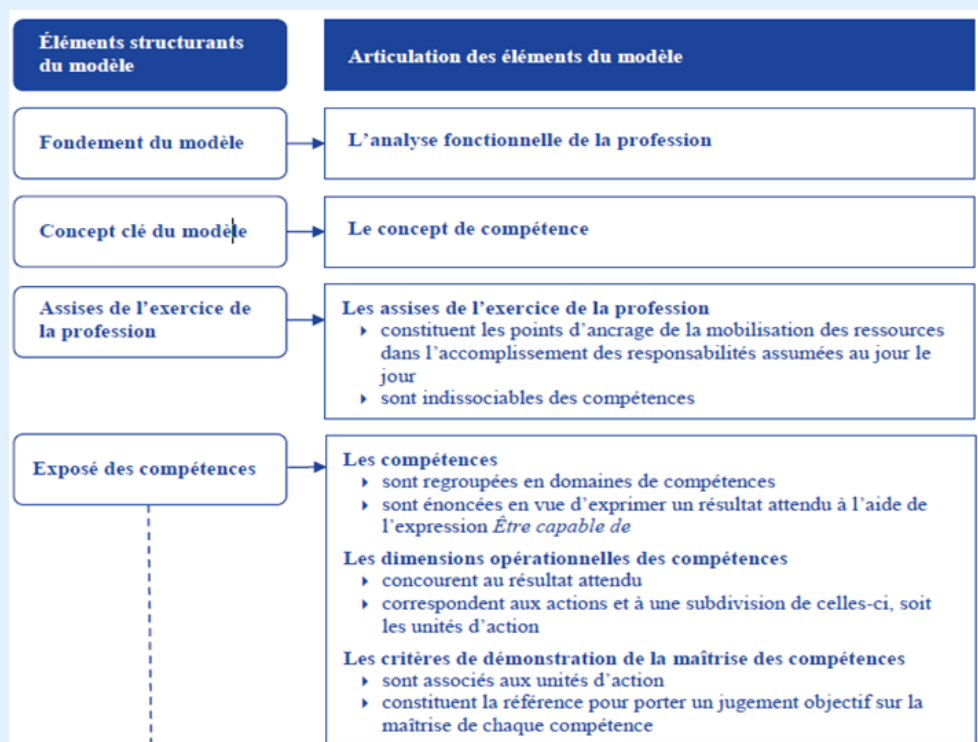 Éléments structurants
du modèle
Articulation des éléments du modèle
Fondement du modèle
L'analyse fonctionnelle de la profession
Concept clé du modèle
Le concept de compétence
Assises de l'exercice de
la profession
Les assises de l'exercice de la profession
constituent les points d'ancrage de la mobilisation des ressources
dans l'accomplissement des responsabilités assumées au jour le
jour
sont indissociables des compétences
Exposé des compétences
Les compétences
sont regroupées en domaines de compétences
sont énoncées en vue d'exprimer un résultat attendu à l'aide de
l'expression Être capable de
Les dimensions opérationnelles des compétences
concourent au résultat attendu
correspondent aux actions et à une subdivision de celles-ci, soit
les unités d'action
Les critères de démonstration de la maîtrise des compétences
sont associés aux unités d'action
constituent la référence pour porter un jugement objectif sur la
maîtrise de chaque compétence